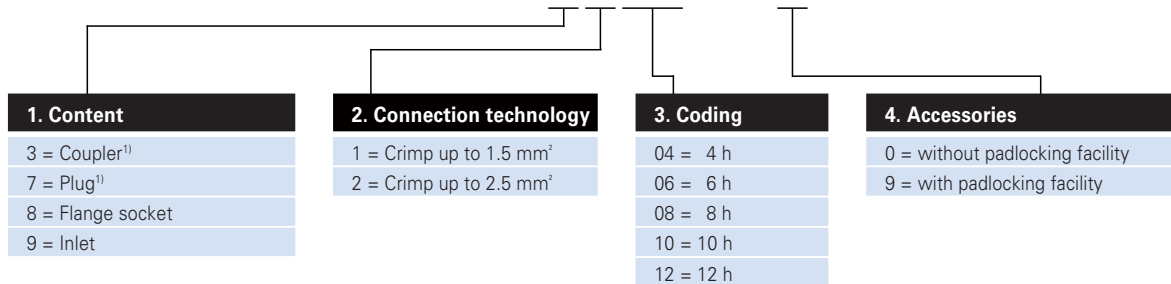 1. Content
3 = Coupler¹⁾
7 = Plug¹⁾
8 = Flange socket
9 = Inlet
2. Connection technology
1 = Crimp up to 1.5 mm²
2 = Crimp up to 2.5 mm²
3. Coding
04 = 4 h
06 = 6 h
08 = 8 h
10 = 10 h
12 = 12 h
4. Accessories
0 = without padlocking facility
9 = with padlocking facility